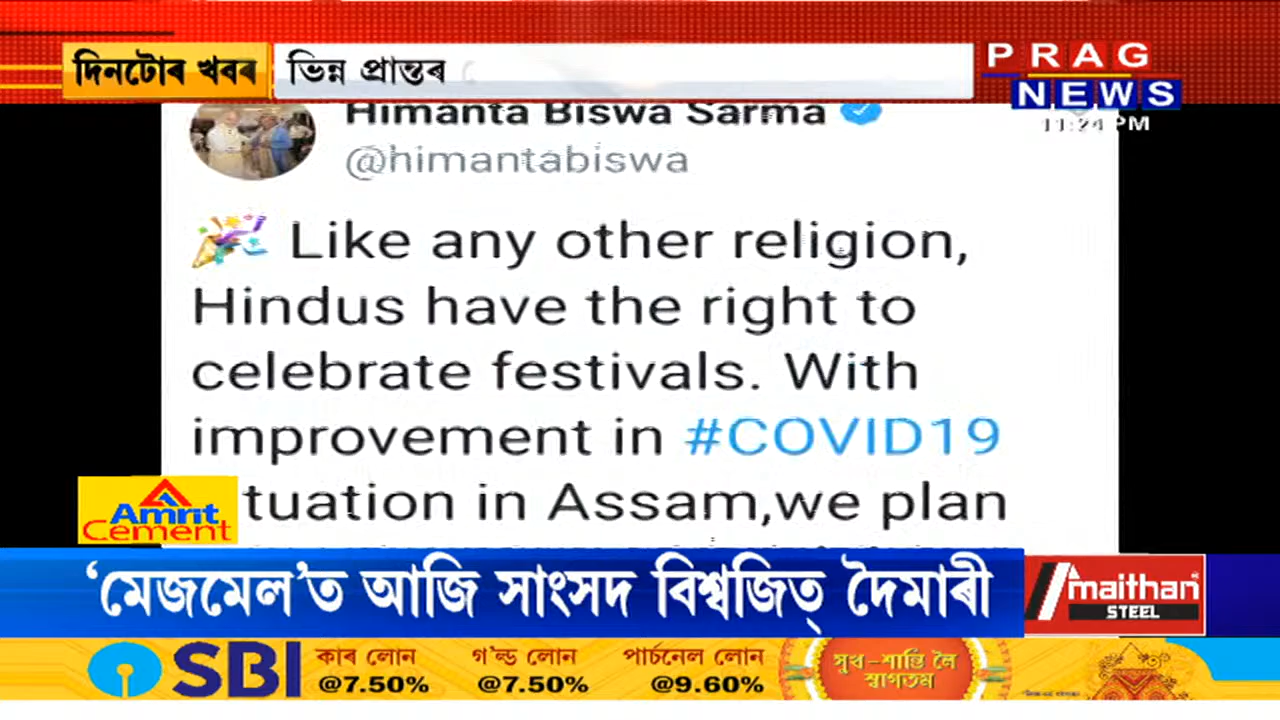 দিনটোৰ খবৰ
ভিন্ন প্ৰান্তৰ
PRAG
NEWS
11:24 PM
Himanta Biswa Sarma
@himantabiswa
Like any other religion,
Hindus have the right to
celebrate festivals. With
improvement in #COVID19
tuation in Assam,we plan
Amrit
Cement
‘মেজমেল’ত আজি সাংসদ বিশ্বজিত্ দৈমাৰী
maithan
STEEL
SBI
কাৰ লোন
@7.50%
গ'ল্ড লোন
@7.50%
পাৰ্চনেল লোন
@9.60%
সুখ-শান্তি লৈ
স্বাগতম